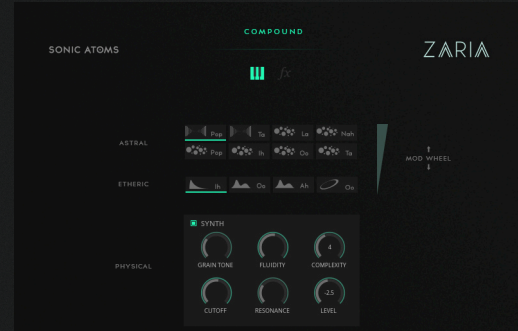 COMPOUND
SONIC ATOMS
ZARIA
fx
Pop Ta La Nah
ASTRAL
Pop Ih Oo Ta
MOD WHEEL
ETHERIC
Ih Oo Ah Oo
SYNTH
4
GRAIN TONE FLUIDITY COMPLEXITY
PHYSICAL
-2.5
CUTOFF RESONANCE LEVEL